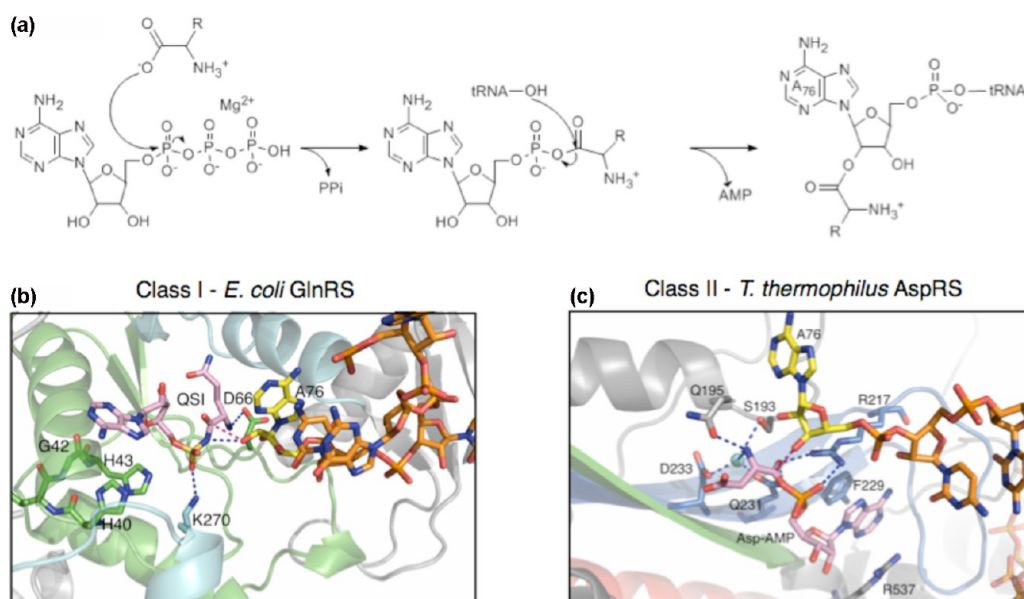 (a)
O
R
⁻O
NH₃⁺
NH₂
N
N
N
N
O
HO
OH
O
O
P
O⁻
O
O
P
O⁻
O
O
P
O⁻
OH
Mg²⁺
PPi
NH₂
N
N
N
N
O
HO
OH
tRNA—OH
O
O
P
O⁻
O
O
R
NH₃⁺
AMP
NH₂
N
N
A₇₆
N
N
O
O
O
P
O⁻
O
tRNA
OH
O
O
NH₃⁺
R
(b)
Class I - E. coli GlnRS
QSI
D66
A76
G42
H43
H40
K270
(c)
Class II - T. thermophilus AspRS
A76
Q195
S193
R217
D233
Q231
F229
Asp-AMP
R537